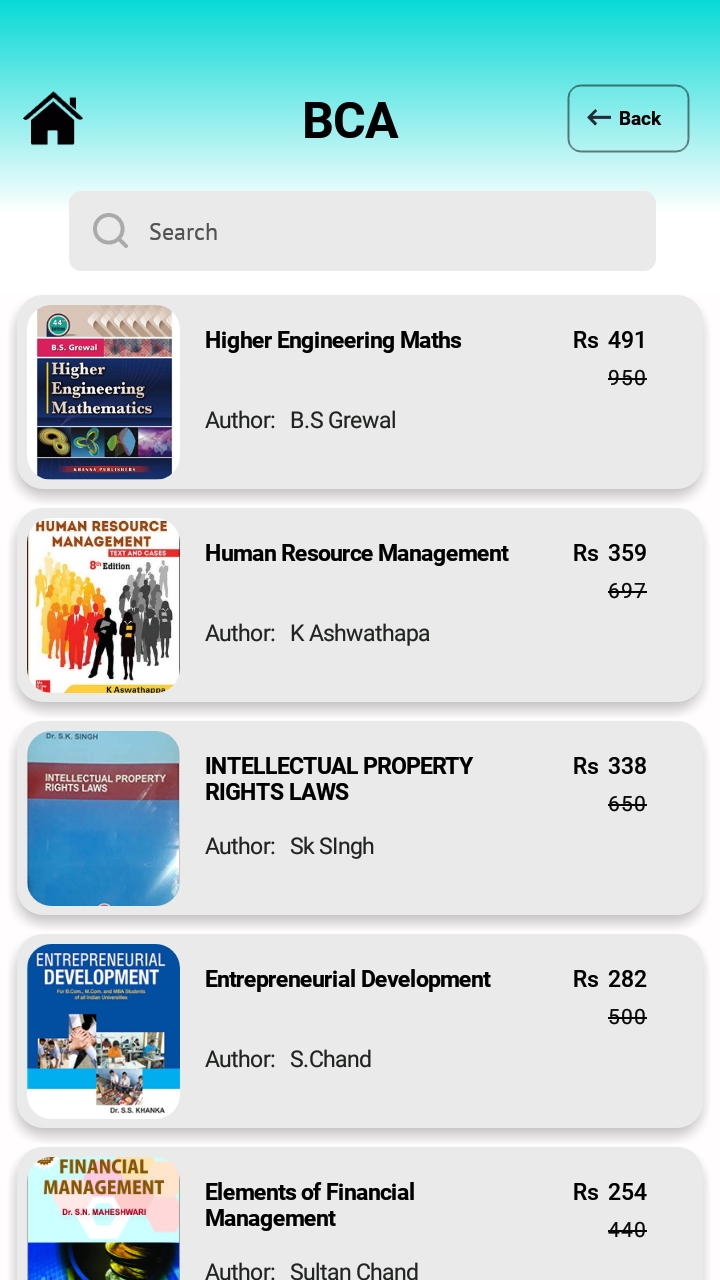 BCA
Back
Search
44
B.S. Grewal
Higher
Engineering
Mathematics
KHANNA PUBLISHERS
Higher Engineering Maths
Rs 491
950
Author: B.S Grewal
HUMAN RESOURCE
MANAGEMENT
TEXT AND CASES
8th Edition
K Aswathappa
Human Resource Management
Rs 359
697
Author: K Ashwathapa
Dr. S.K. SINGH
INTELLECTUAL PROPERTY
RIGHTS LAWS
INTELLECTUAL PROPERTY
RIGHTS LAWS
Rs 338
650
Author: Sk SIngh
ENTREPRENEURIAL
DEVELOPMENT
For B.Com., M.Com. and MBA Students
of all Indian Universities
Dr. S.S. KHANKA
Entrepreneurial Development
Rs 282
500
Author: S.Chand
FINANCIAL
MANAGEMENT
Dr. S.N. MAHESHWARI
Elements of Financial
Management
Rs 254
440
Author: Sultan Chand